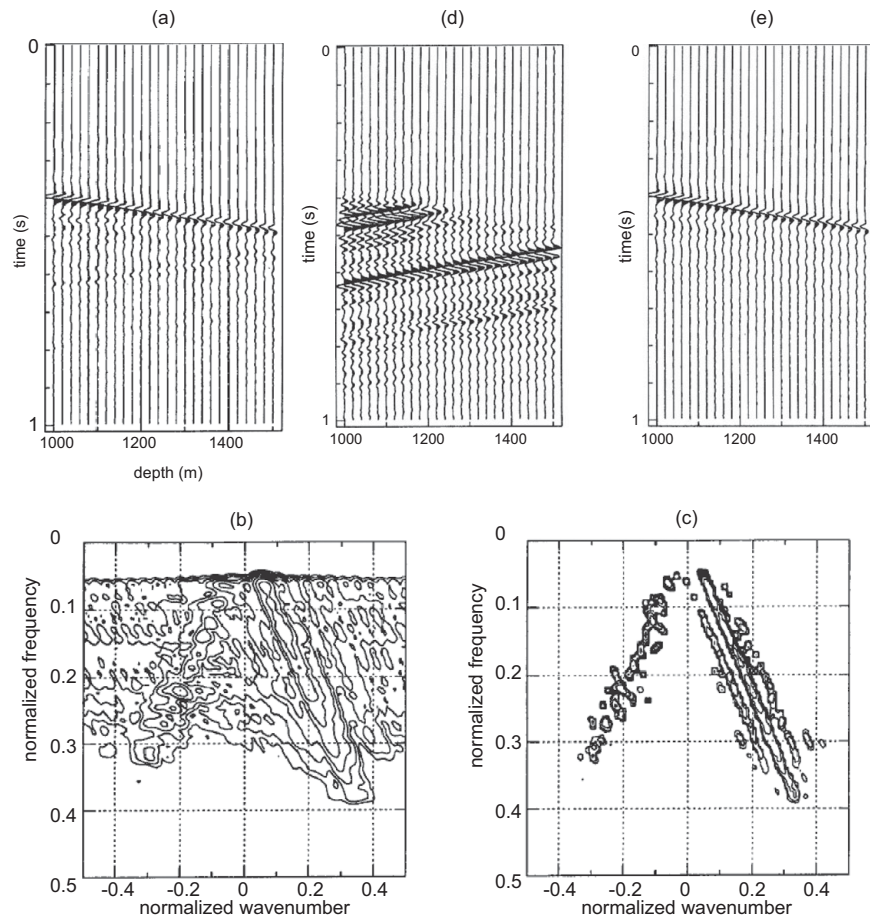 (a) (d) (e)
0 0 0
time (s) time (s) time(s)
1 1 1
1000 1200 1400 1000 1200 1400 1000 1200 1400
depth (m)
(b) (c)
0 0
0.1 0.1
0.2 0.2
0.3 0.3
0.4 0.4
0.5 0.5
normalized frequency normalized frequency
-0.4 -0.2 0 0.2 0.4 -0.4 -0.2 0 0.2 0.4
normalized wavenumber normalized wavenumber